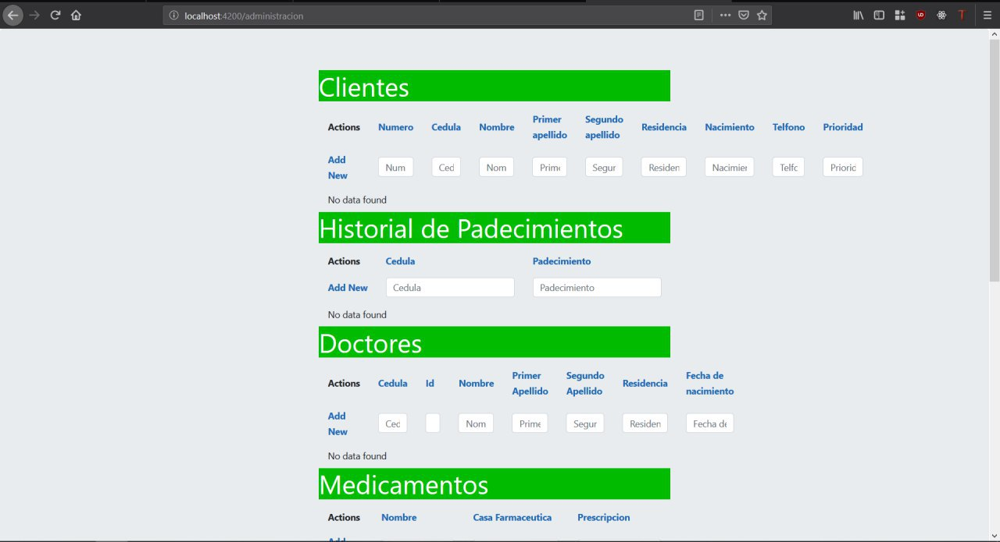 localhost:4200/administracion
Clientes
Actions Numero Cedula Nombre Primer apellido Segundo apellido Residencia Nacimiento Telfono Prioridad
Add New Num Ced Nom Prime Segur Residen Nacimier Telfc Prioric
No data found
Historial de Padecimientos
Actions Cedula Padecimiento
Add New Cedula Padecimiento
No data found
Doctores
Actions Cedula Id Nombre Primer Apellido Segundo Apellido Residencia Fecha de nacimiento
Add New Ced Nom Prime Segur Residen Fecha de
No data found
Medicamentos
Actions Nombre Casa Farmaceutica Prescripcion
Add